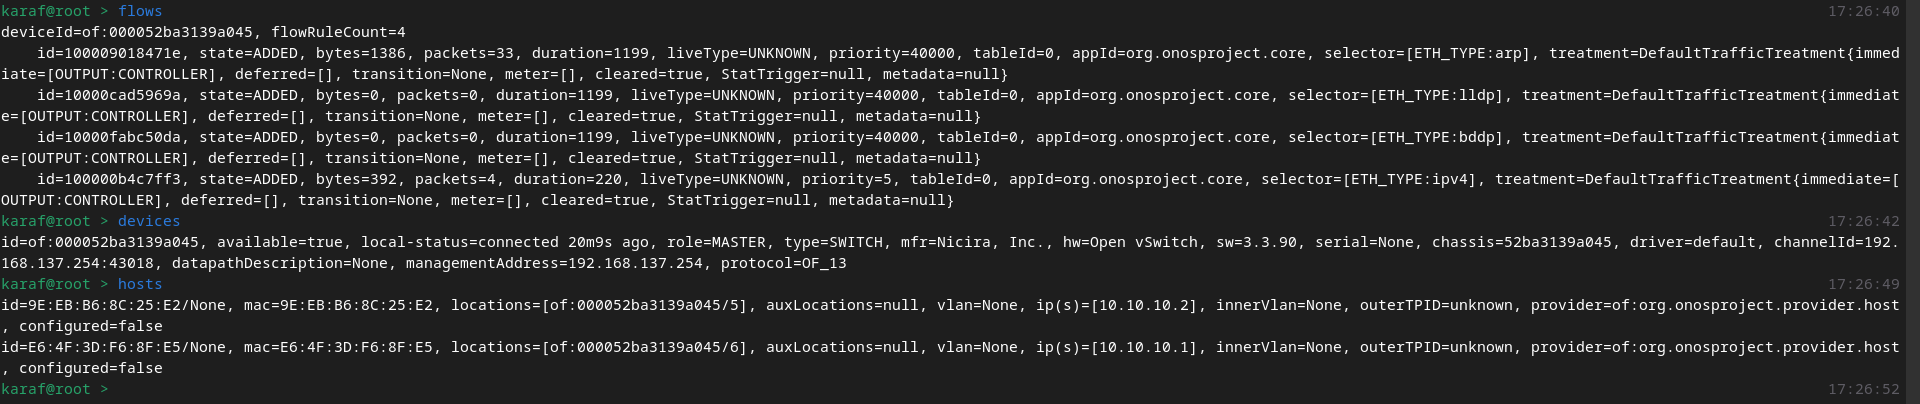 karaf@root > flows 17:26:40
deviceId=of:000052ba3139a045, flowRuleCount=4
    id=100009018471e, state=ADDED, bytes=1386, packets=33, duration=1199, liveType=UNKNOWN, priority=40000, tableId=0, appId=org.onosproject.core, selector=[ETH_TYPE:arp], treatment=DefaultTrafficTreatment{immed
iate=[OUTPUT:CONTROLLER], deferred=[], transition=None, meter=[], cleared=true, StatTrigger=null, metadata=null}
    id=10000cad5969a, state=ADDED, bytes=0, packets=0, duration=1199, liveType=UNKNOWN, priority=40000, tableId=0, appId=org.onosproject.core, selector=[ETH_TYPE:lldp], treatment=DefaultTrafficTreatment{immediat
e=[OUTPUT:CONTROLLER], deferred=[], transition=None, meter=[], cleared=true, StatTrigger=null, metadata=null}
    id=10000fabc50da, state=ADDED, bytes=0, packets=0, duration=1199, liveType=UNKNOWN, priority=40000, tableId=0, appId=org.onosproject.core, selector=[ETH_TYPE:bddp], treatment=DefaultTrafficTreatment{immediat
e=[OUTPUT:CONTROLLER], deferred=[], transition=None, meter=[], cleared=true, StatTrigger=null, metadata=null}
    id=100000b4c7ff3, state=ADDED, bytes=392, packets=4, duration=220, liveType=UNKNOWN, priority=5, tableId=0, appId=org.onosproject.core, selector=[ETH_TYPE:ipv4], treatment=DefaultTrafficTreatment{immediate=[
OUTPUT:CONTROLLER], deferred=[], transition=None, meter=[], cleared=true, StatTrigger=null, metadata=null}
karaf@root > devices 17:26:42
id=of:000052ba3139a045, available=true, local-status=connected 20m9s ago, role=MASTER, type=SWITCH, mfr=Nicira, Inc., hw=Open vSwitch, sw=3.3.90, serial=None, chassis=52ba3139a045, driver=default, channelId=192.
168.137.254:43018, datapathDescription=None, managementAddress=192.168.137.254, protocol=OF_13
karaf@root > hosts 17:26:49
id=9E:EB:B6:8C:25:E2/None, mac=9E:EB:B6:8C:25:E2, locations=[of:000052ba3139a045/5], auxLocations=null, vlan=None, ip(s)=[10.10.10.2], innerVlan=None, outerTPID=unknown, provider=of:org.onosproject.provider.host
, configured=false
id=E6:4F:3D:F6:8F:E5/None, mac=E6:4F:3D:F6:8F:E5, locations=[of:000052ba3139a045/6], auxLocations=null, vlan=None, ip(s)=[10.10.10.1], innerVlan=None, outerTPID=unknown, provider=of:org.onosproject.provider.host
, configured=false
karaf@root > 17:26:52